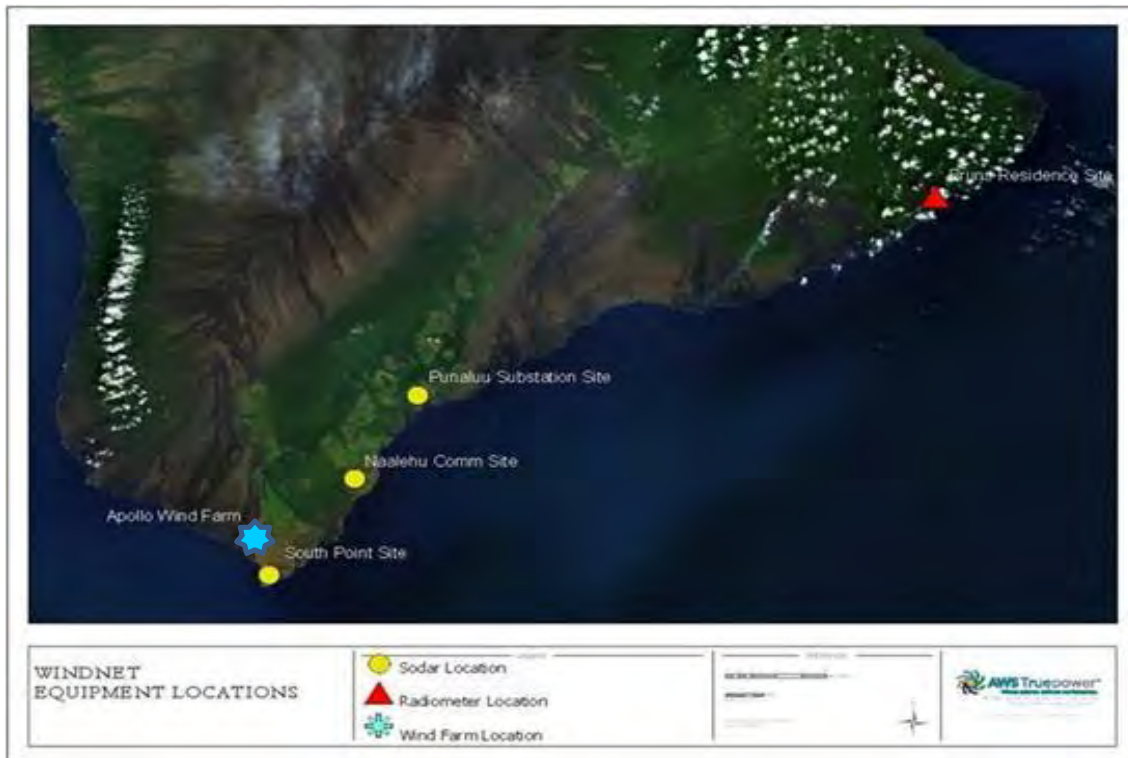 Bruns Residence Site
Punaluu Substation Site
Naalehu Comm Site
Apollo Wind Farm
South Point Site
WINDNET
EQUIPMENT LOCATIONS
Sodar Location
Radiometer Location
Wind Farm Location
AWS Truepower